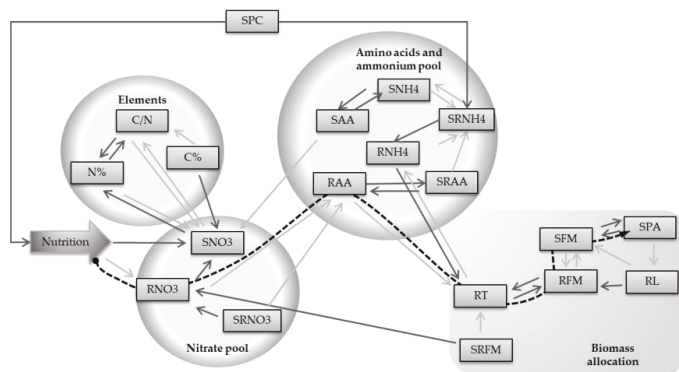 SPC
Amino acids and
ammonium pool
Elements
SNH4
C/N
SAA
SRNH4
RNH4
C%
N%
RAA
SRAA
Nutrition
SNO3
SFM
SPA
RNO3
RT
RFM
RL
SRNO3
Nitrate pool
SRFM
Biomass
allocation